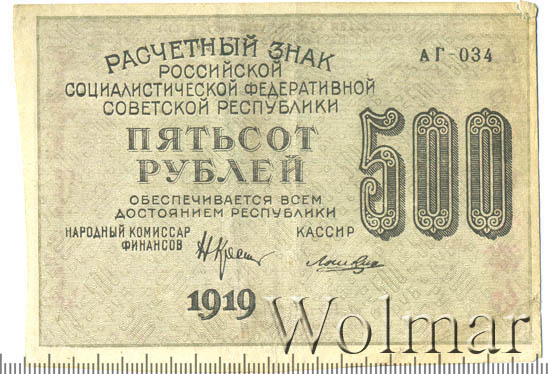 РАСЧЕТНЫЙ ЗНАК
РОССИЙСКОЙ
СОЦИАЛИСТИЧЕСКОЙ ФЕДЕРАТИВНОЙ
СОВЕТСКОЙ РЕСПУБЛИКИ
АГ-034
ПЯТЬСОТ
РУБЛЕЙ
500
ОБЕСПЕЧИВАЕТСЯ ВСЕМ
ДОСТОЯНИЕМ РЕСПУБЛИКИ
НАРОДНЫЙ КОМИССАР
ФИНАНСОВ
КАССИР
1919
Wolmar